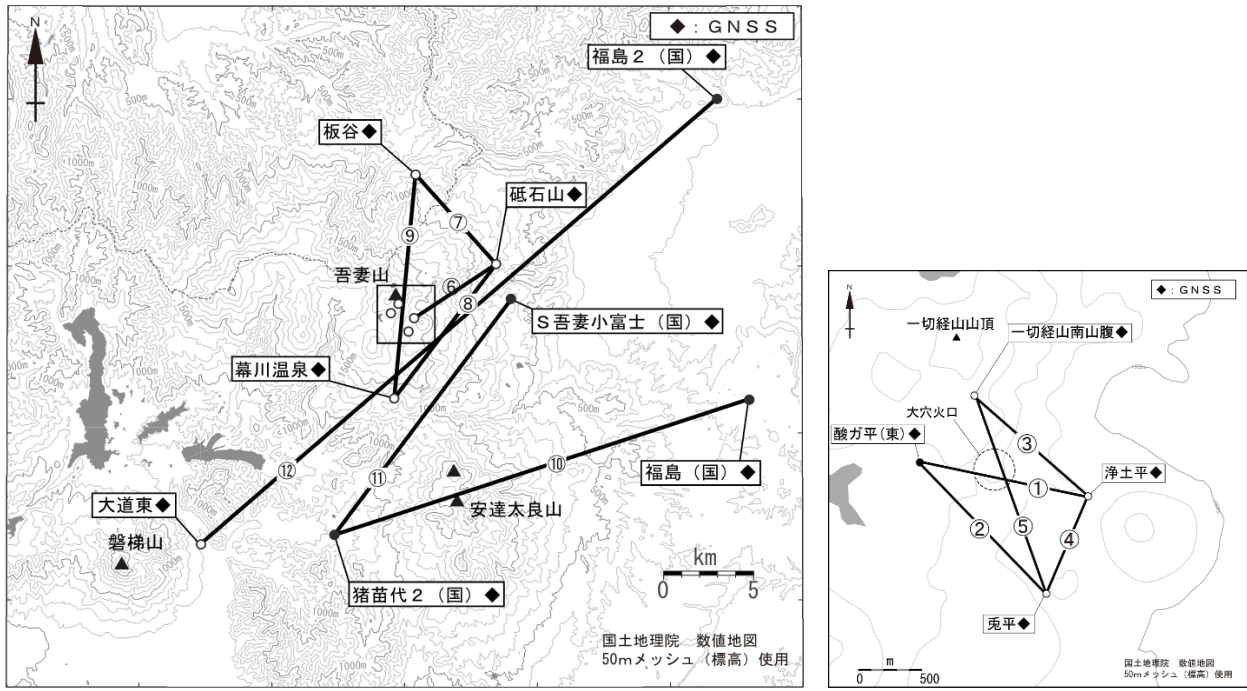 N
◆：ＧＮＳＳ
福島２（国）◆
板谷◆
砥石山◆
⑦
⑨
吾妻山
⑥
⑧
Ｓ吾妻小富士（国）◆
幕川温泉◆
⑫
⑪
⑩
福島（国）◆
大道東◆
安達太良山
磐梯山
猪苗代２（国）◆
km
0 5
国土地理院 数値地図
50mメッシュ（標高）使用
500m
1000m
1500m
N
◆：ＧＮＳＳ
一切経山山頂
一切経山南山腹◆
大穴火口
酸ガ平(東)◆
③
浄土平◆
①
②
⑤
④
兎平◆
m
0 500
国土地理院 数値地図
50mメッシュ（標高）使用